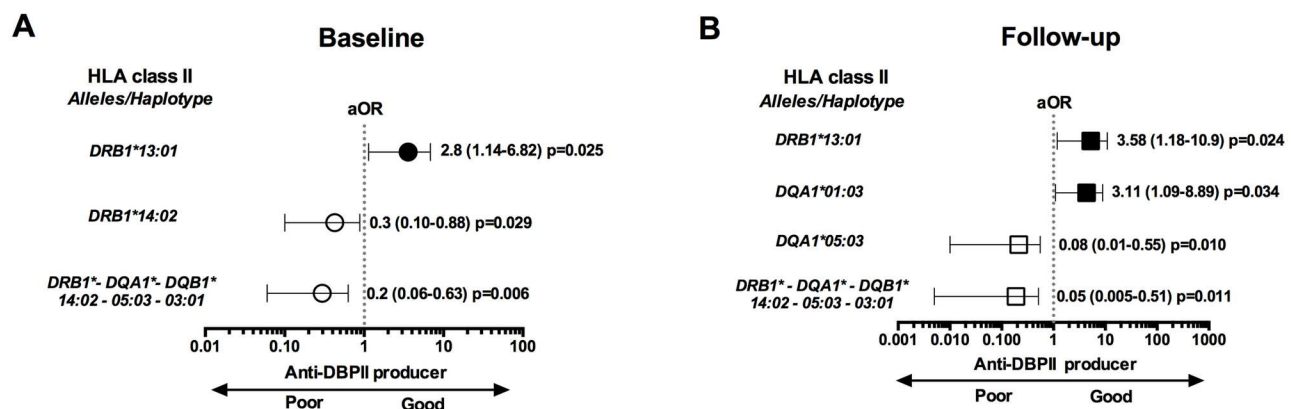 A
Baseline
HLA class II
Alleles/Haplotype
aOR
DRB1*13:01
2.8 (1.14-6.82) p=0.025
DRB1*14:02
0.3 (0.10-0.88) p=0.029
DRB1*- DQA1*- DQB1*
14:02 - 05:03 - 03:01
0.2 (0.06-0.63) p=0.006
0.01 0.10 1 10 100
Anti-DBPII producer
Poor Good
B
Follow-up
HLA class II
Alleles/Haplotype
aOR
DRB1*13:01
3.58 (1.18-10.9) p=0.024
DQA1*01:03
3.11 (1.09-8.89) p=0.034
DQA1*05:03
0.08 (0.01-0.55) p=0.010
DRB1* - DQA1* - DQB1*
14:02 - 05:03 - 03:01
0.05 (0.005-0.51) p=0.011
0.001 0.01 0.100 1 10 100 1000
Anti-DBPII producer
Poor Good